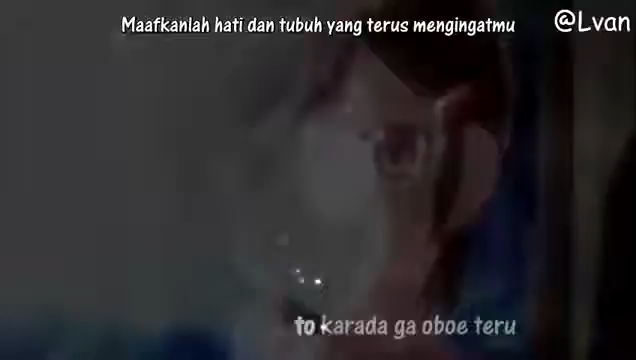 Maafkanlah hati dan tubuh yang terus mengingatmu
@Lvan
to karada ga oboe teru